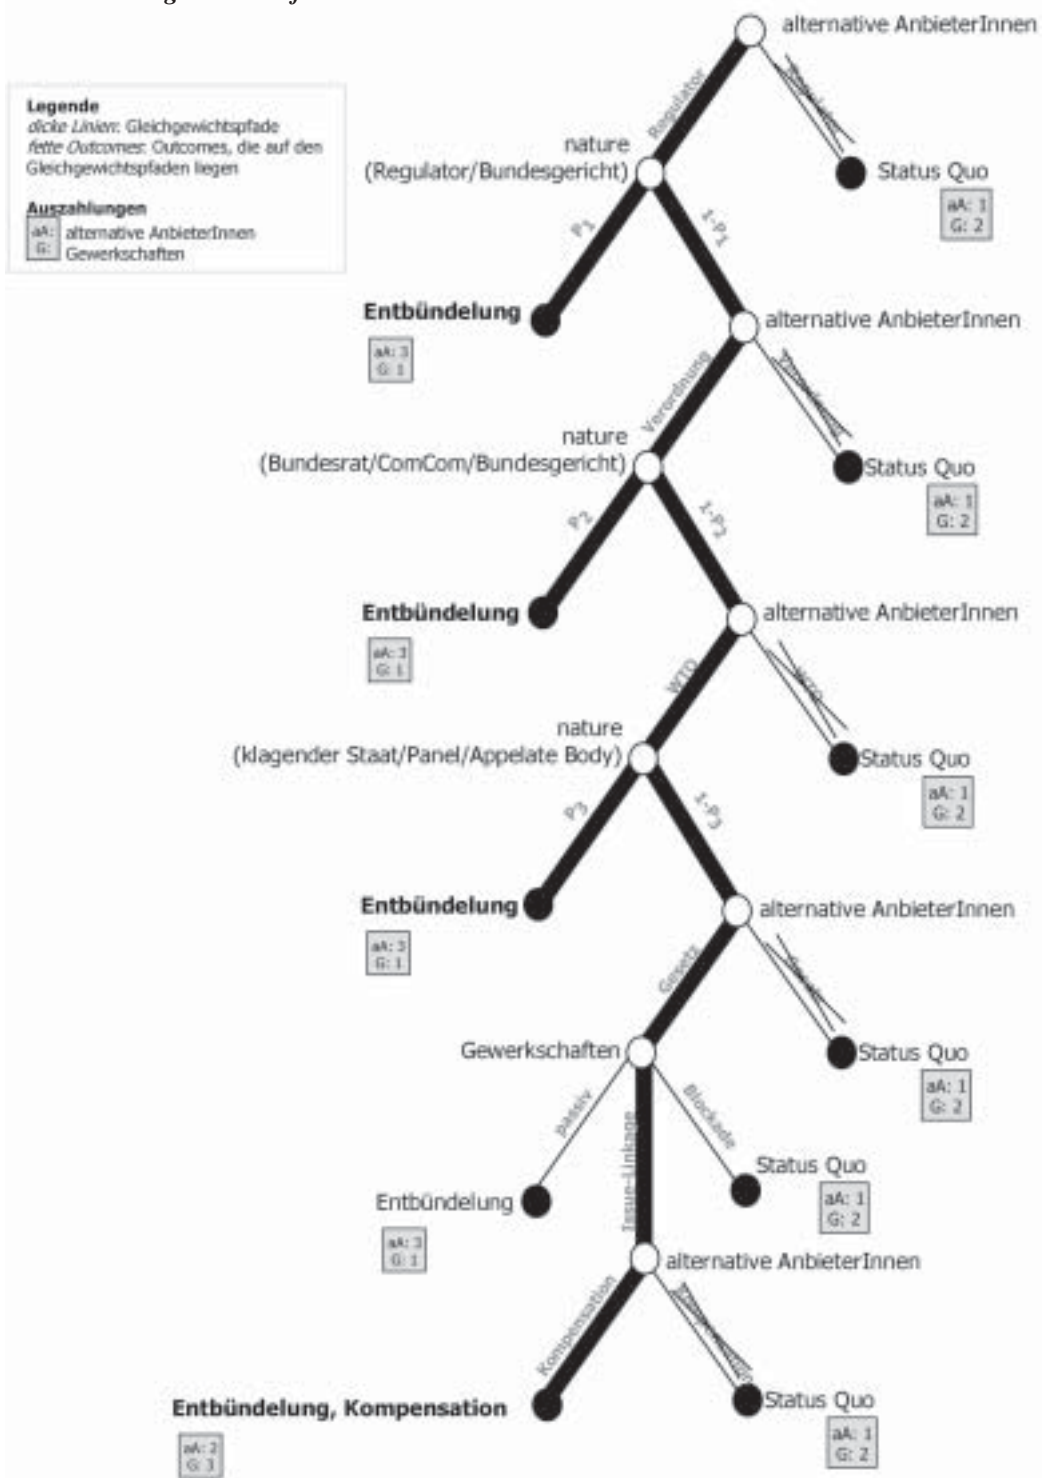 alternative AnbieterInnen
Regulator
Legende
dicke Linien: Gleichgewichtspfade
fette Outcomes: Outcomes, die auf den
Gleichgewichtspfaden liegen
Auszahlungen
aA: alternative AnbieterInnen
G: Gewerkschaften
nature
(Regulator/Bundesgericht)
Status Quo
aA: 1
G: 2
P1
1-P1
Entbündelung
aA: 3
G: 1
alternative AnbieterInnen
Verordnung
nature
(Bundesrat/ComCom/Bundesgericht)
Status Quo
aA: 1
G: 2
P2
1-P2
Entbündelung
aA: 3
G: 1
alternative AnbieterInnen
WTO
WTO
nature
(klagender Staat/Panel/Appelate Body)
Status Quo
aA: 1
G: 2
P3
1-P3
Entbündelung
aA: 3
G: 1
alternative AnbieterInnen
Gesetz
Gewerkschaften
Status Quo
aA: 1
G: 2
passiv
Issue-Linkage
Blockade
Entbündelung
aA: 3
G: 1
Status Quo
aA: 1
G: 2
alternative AnbieterInnen
Kompensation
Entbündelung, Kompensation
aA: 2
G: 3
Status Quo
aA: 1
G: 2